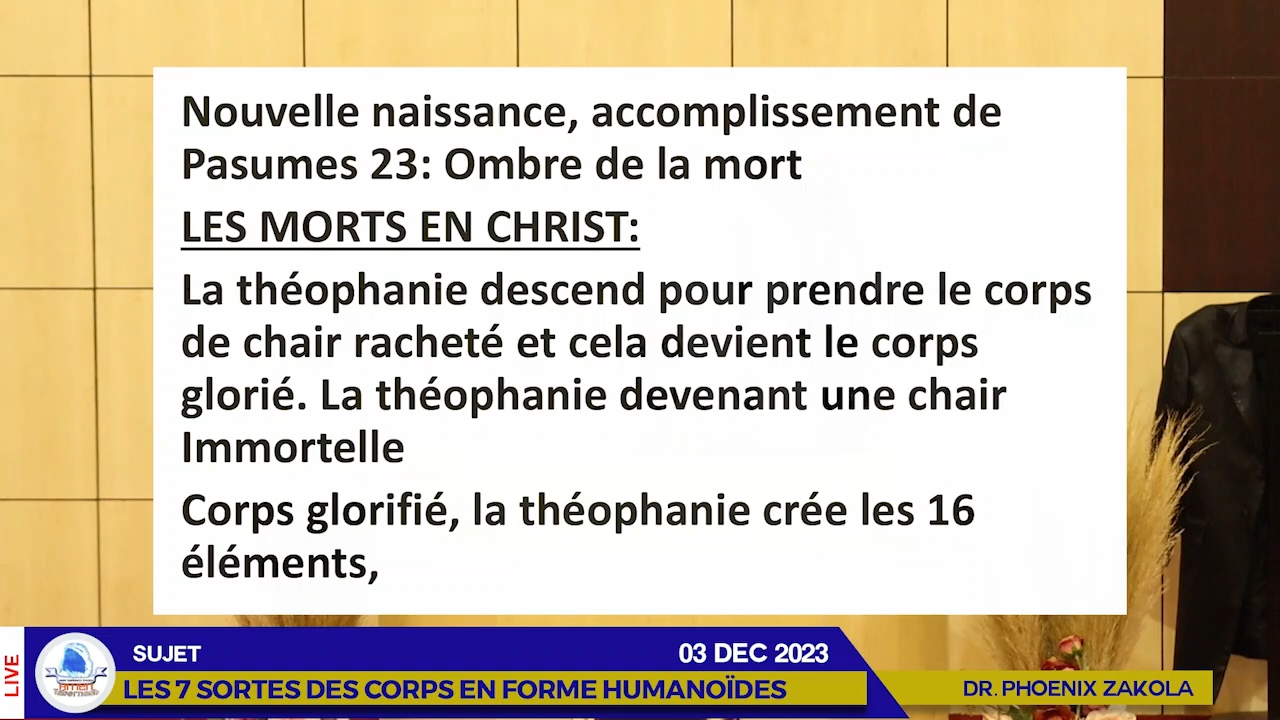 Nouvelle naissance, accomplissement de
Pasumes 23: Ombre de la mort
LES MORTS EN CHRIST:
La théophanie descend pour prendre le corps
de chair racheté et cela devient le corps
glorié. La théophanie devenant une chair
Immortelle
Corps glorifié, la théophanie crée les 16
éléments,
LIVE
SUJET
03 DEC 2023
LES 7 SORTES DES CORPS EN FORME HUMANOÏDES
DR. PHOENIX ZAKOLA